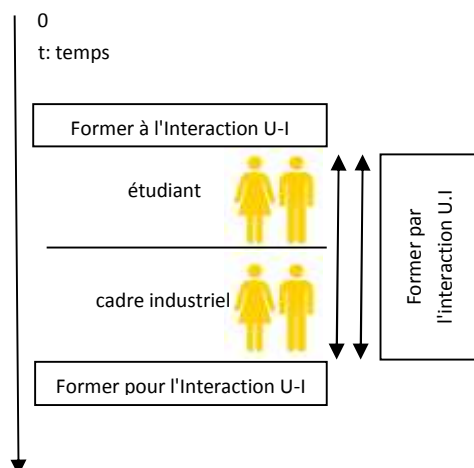 0
t: temps
Former à l'Interaction U-I
étudiant
cadre industriel
Former pour l'Interaction U-I
Former par
l'interaction U.I